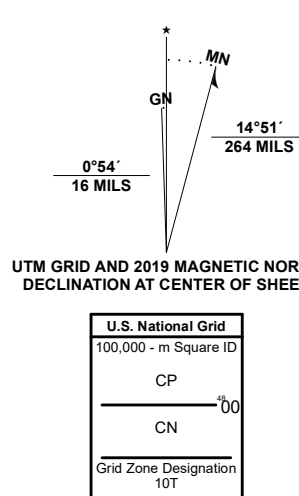 ★
MN
GN
14°51´
264 MILS
0°54´
16 MILS
UTM GRID AND 2019 MAGNETIC NOR
DECLINATION AT CENTER OF SHEE
U.S. National Grid
100,000 - m Square ID
CP
4800
CN
Grid Zone Designation
10T